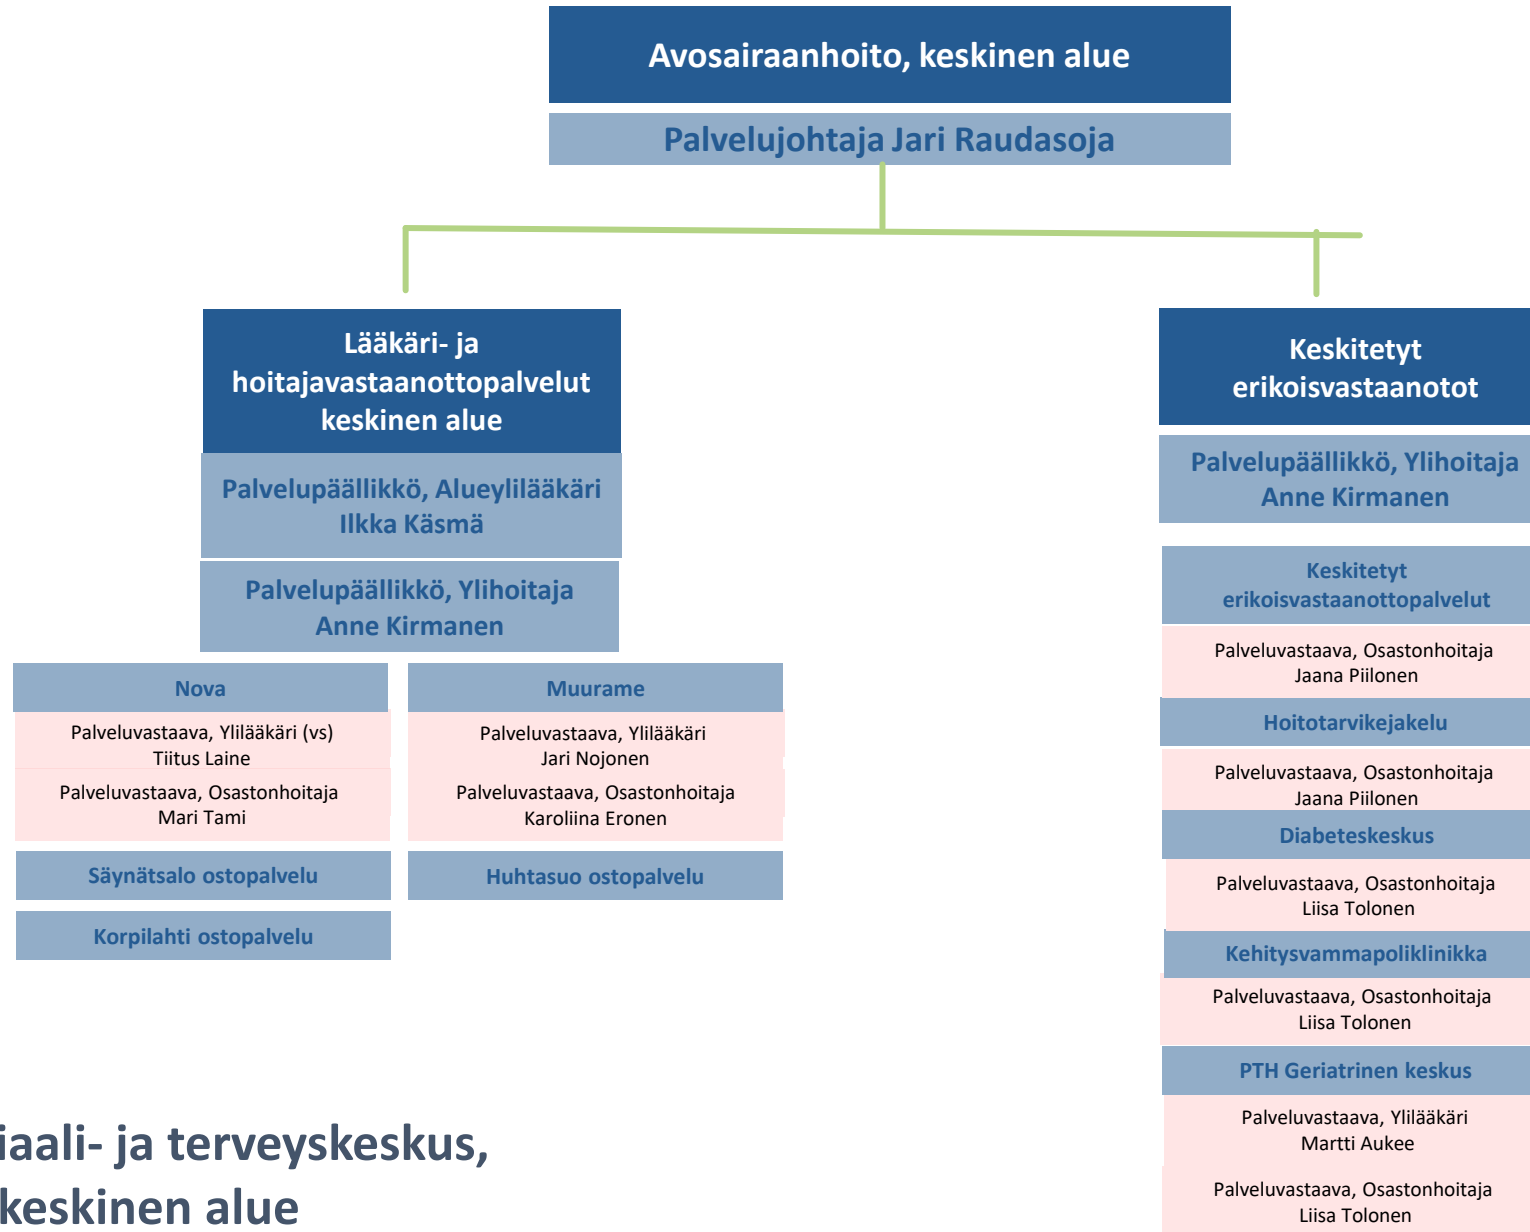 Avosairaanhoito, keskinen alue
Palvelujohtaja Jari Raudasoja
Lääkäri- ja
hoitajavastaanottopalvelut
keskinen alue
Palvelupäällikkö, Alueylilääkäri
Ilkka Käsmä
Palvelupäällikkö, Ylihoitaja
Anne Kirmanen
Nova
Palveluvastaava, Ylilääkäri (vs)
Tiitus Laine
Palveluvastaava, Osastonhoitaja
Mari Tami
Säynätsalo ostopalvelu
Korpilahti ostopalvelu
Muurame
Palveluvastaava, Ylilääkäri
Jari Nojonen
Palveluvastaava, Osastonhoitaja
Karoliina Eronen
Huhtasuo ostopalvelu
Keskitetyt
erikoisvastaanotot
Palvelupäällikkö, Ylihoitaja
Anne Kirmanen
Keskitetyt
erikoisvastaanottopalvelut
Palveluvastaava, Osastonhoitaja
Jaana Piilonen
Hoitotarvikejakelu
Palveluvastaava, Osastonhoitaja
Jaana Piilonen
Diabeteskeskus
Palveluvastaava, Osastonhoitaja
Liisa Tolonen
Kehitysvammapoliklinikka
Palveluvastaava, Osastonhoitaja
Liisa Tolonen
PTH Geriatrinen keskus
Palveluvastaava, Ylilääkäri
Martti Aukee
Palveluvastaava, Osastonhoitaja
Liisa Tolonen
iaali- ja terveyskeskus,
keskinen alue